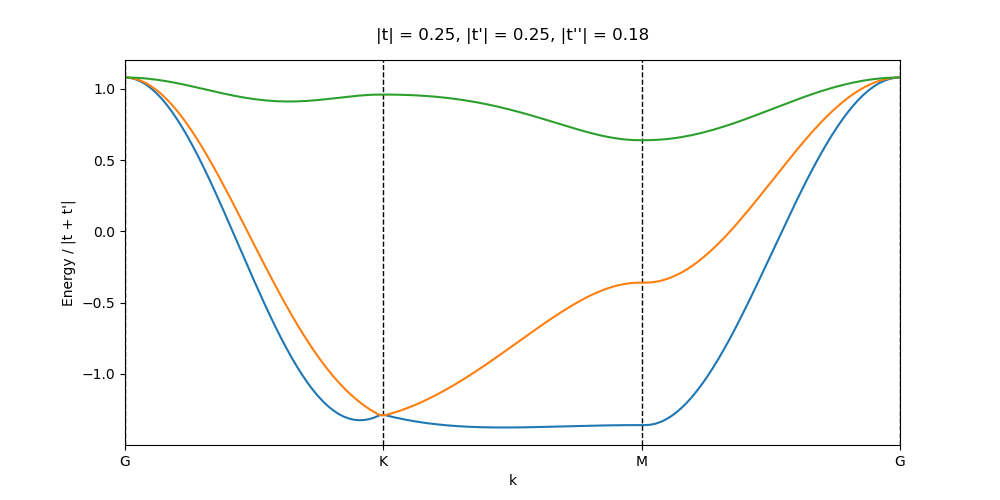 |t| = 0.25, |t'| = 0.25, |t''| = 0.18
Energy / |t + t'|
1.0
0.5
0.0
−0.5
−1.0
G K M G
k